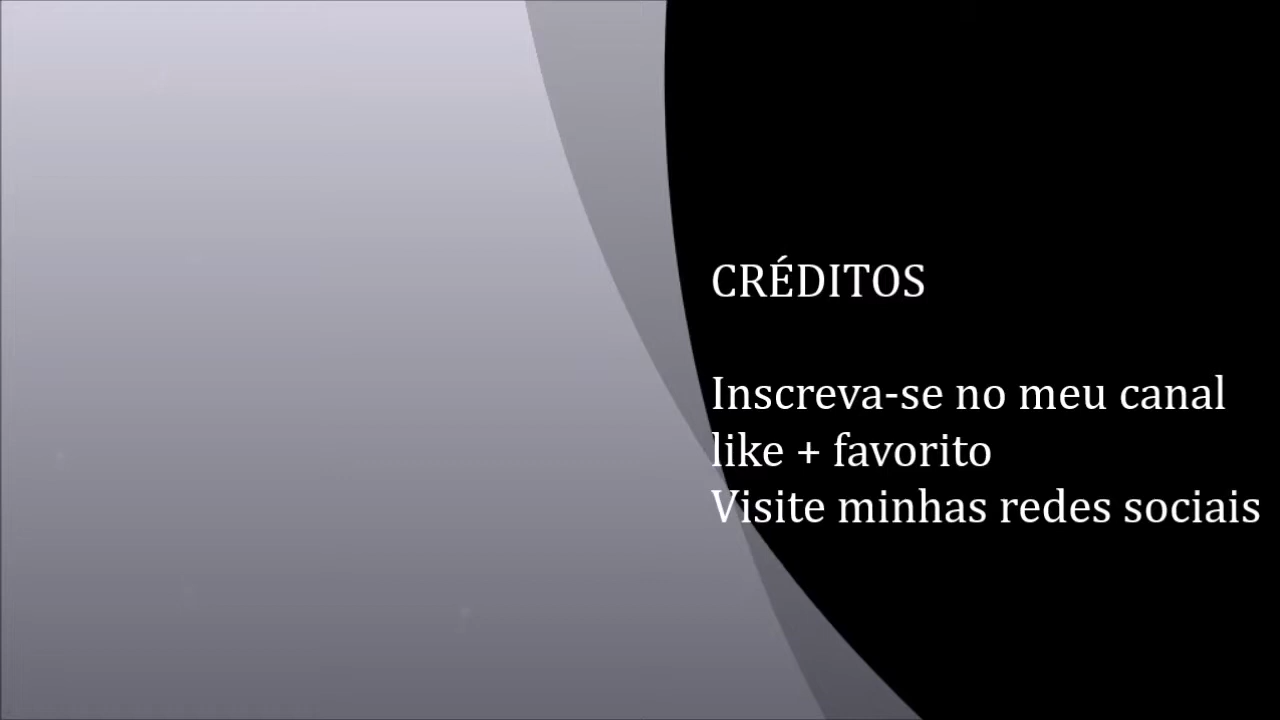 CRÉDITOS
Inscreva-se no meu canal
like + favorito
Visite minhas redes sociais